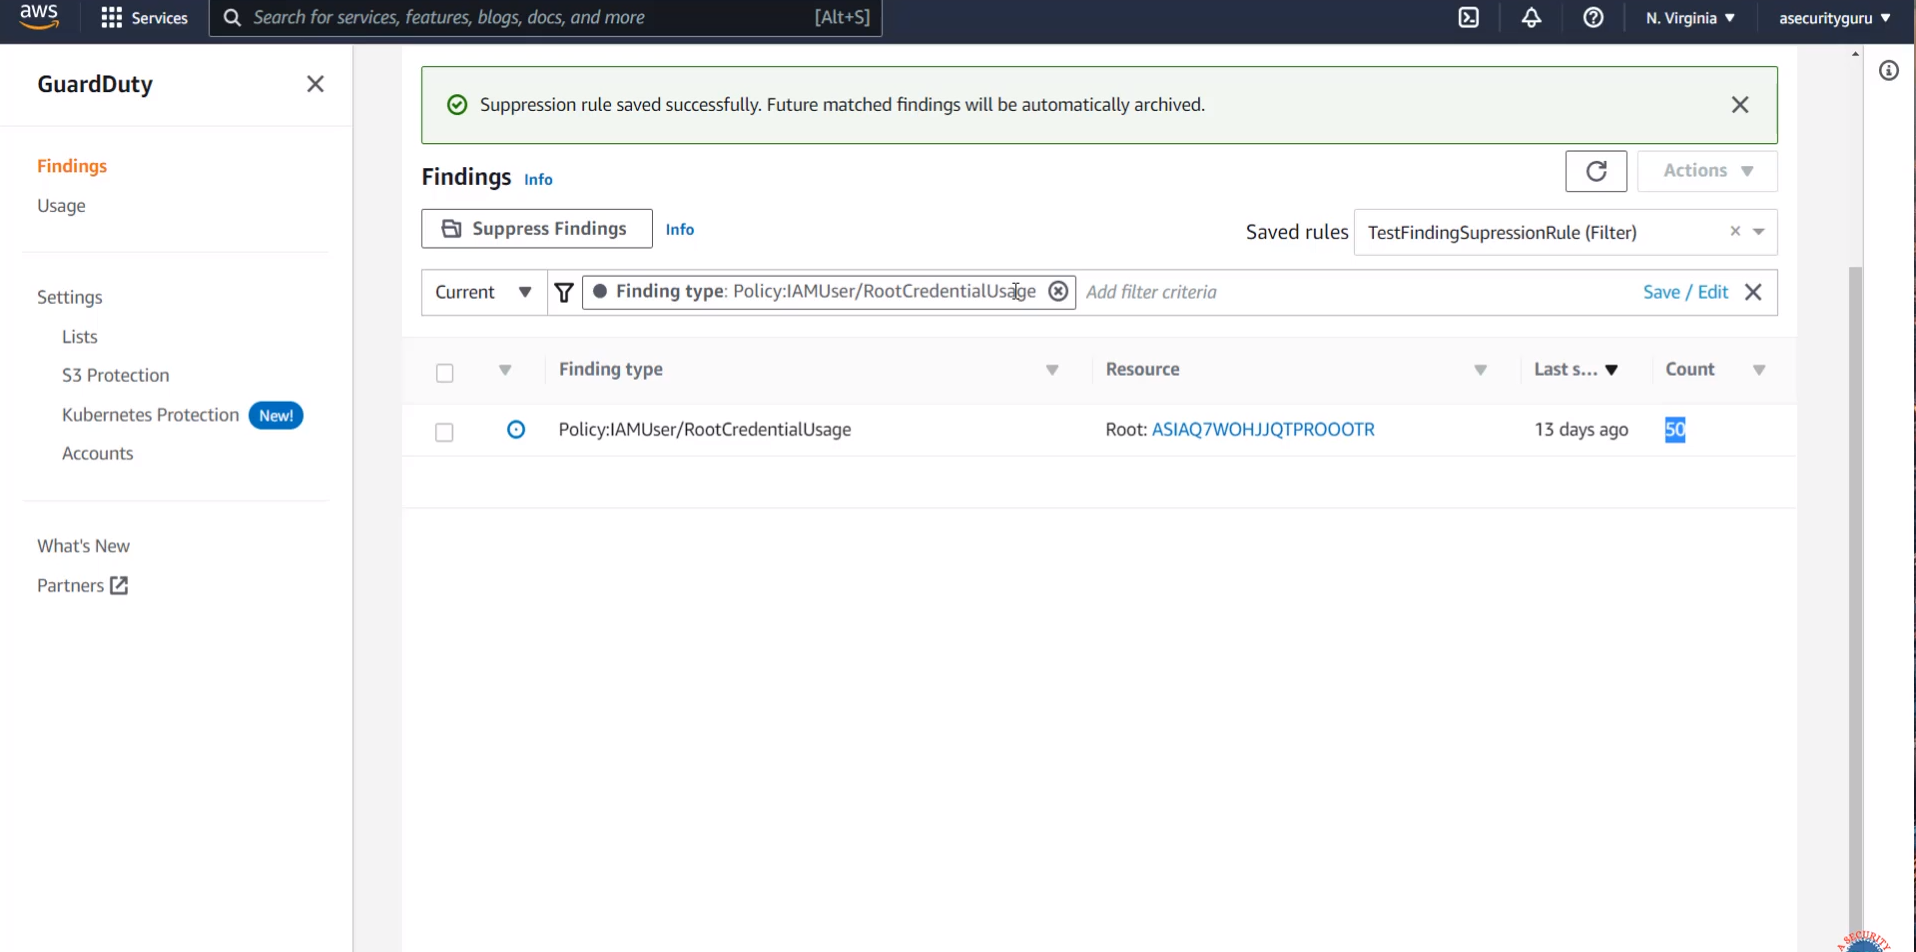 aws
Services
Search for services, features, blogs, docs, and more
[Alt+S]
N. Virginia
asecurityguru
GuardDuty
Findings
Usage
Settings
Lists
S3 Protection
Kubernetes Protection New!
Accounts
What's New
Partners
Suppression rule saved successfully. Future matched findings will be automatically archived.
Findings Info
Actions
Suppress Findings Info
Saved rules TestFindingSupressionRule (Filter)
Current Finding type: Policy:IAMUser/RootCredentialUsage Add filter criteria Save / Edit
Finding type Resource Last s... Count
Policy:IAMUser/RootCredentialUsage Root: ASIAQ7WOHJJQTPROOOTR 13 days ago 50
A SECURITY